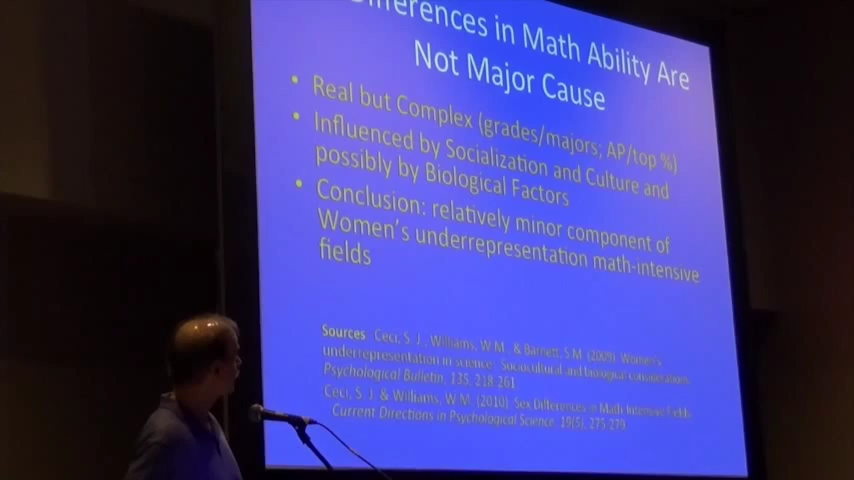 Differences in Math Ability Are
Not Major Cause
• Real but Complex (grades/majors; AP/top %)
• Influenced by Socialization and Culture and
possibly by Biological Factors
• Conclusion: relatively minor component of
Women's underrepresentation math-intensive
fields
Sources: Ceci, S. J., Williams, W.M., & Barnett, S.M. (2009). Women's
underrepresentation in science: Sociocultural and biological considerations.
Psychological Bulletin, 135, 218-261.
Ceci, S. J. & Williams, W.M. (2010). Sex Differences in Math Intensive Fields.
Current Directions in Psychological Science, 19(5), 275-279.